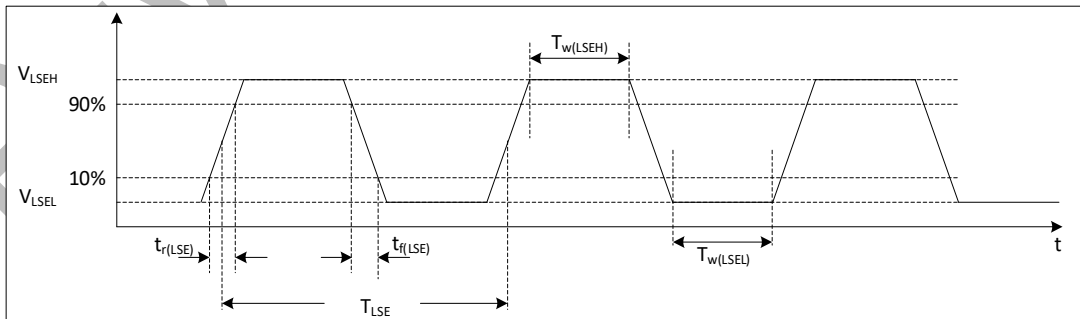 T_w(LSEH)
V_LSEH
90%
10%
V_LSEL
t_r(LSE)
t_f(LSE)
T_w(LSEL)
t
T_LSE